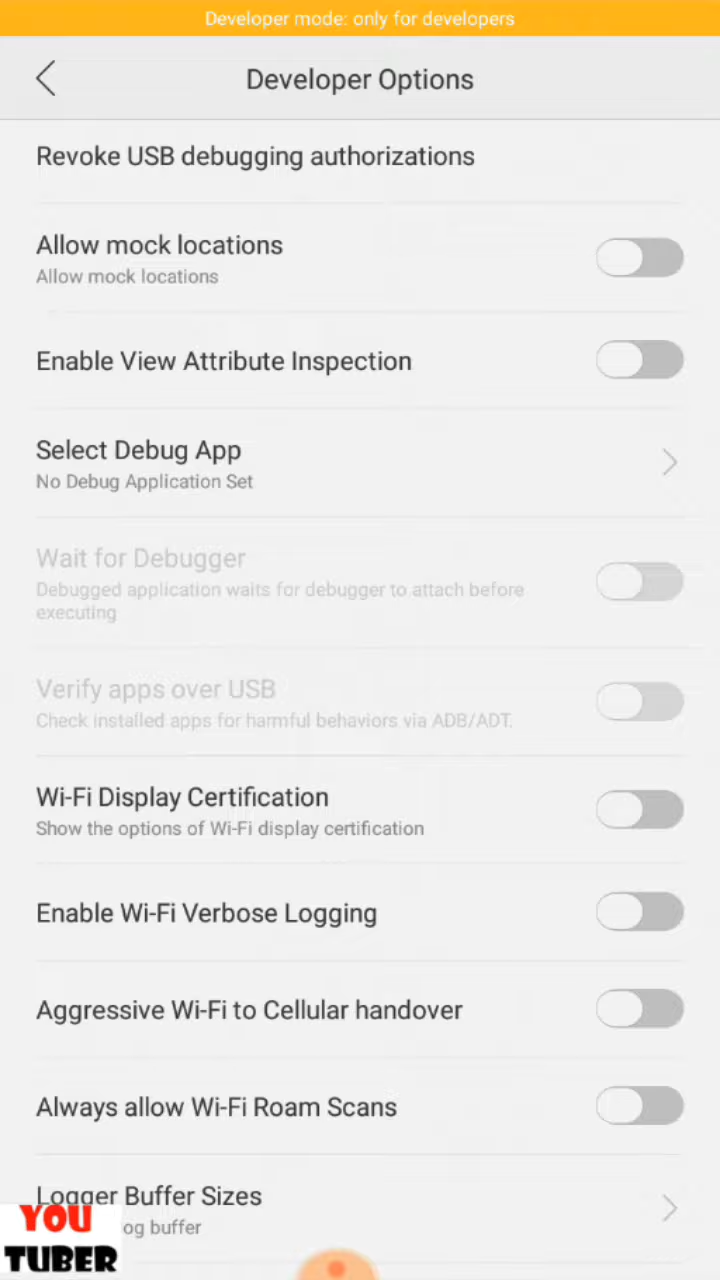 Developer mode: only for developers
Developer Options
Revoke USB debugging authorizations
Allow mock locations
Allow mock locations
Enable View Attribute Inspection
Select Debug App
No Debug Application Set
Wait for Debugger
Debugged application waits for debugger to attach before
executing
Verify apps over USB
Check installed apps for harmful behaviors via ADB/ADT.
Wi-Fi Display Certification
Show the options of Wi-Fi display certification
Enable Wi-Fi Verbose Logging
Aggressive Wi-Fi to Cellular handover
Always allow Wi-Fi Roam Scans
Logger Buffer Sizes
og buffer
YOU
TUBER